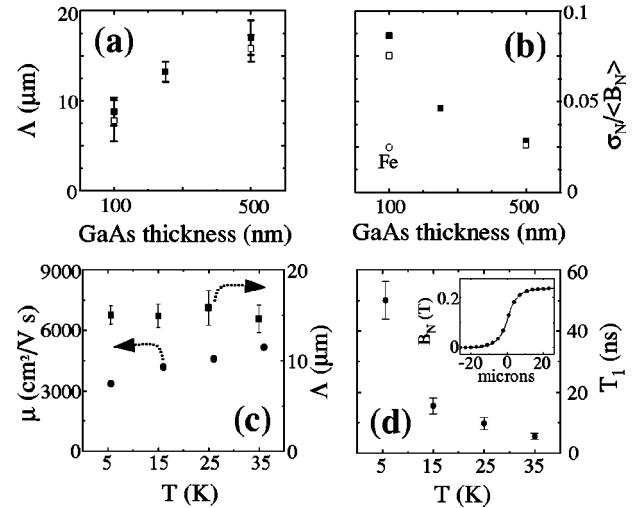 20
(a)
10
0
Λ (μm)
100
500
GaAs thickness (nm)
0.1
(b)
0.05
0
σN/<BN>
Fe
100
500
GaAs thickness (nm)
9000
6000
3000
0
μ (cm²/V s)
20
10
0
Λ (μm)
(c)
5
15
25
35
T (K)
60
40
20
0
T1 (ns)
(d)
0.2
0
BN (T)
-20
0
20
microns
5
15
25
35
T (K)